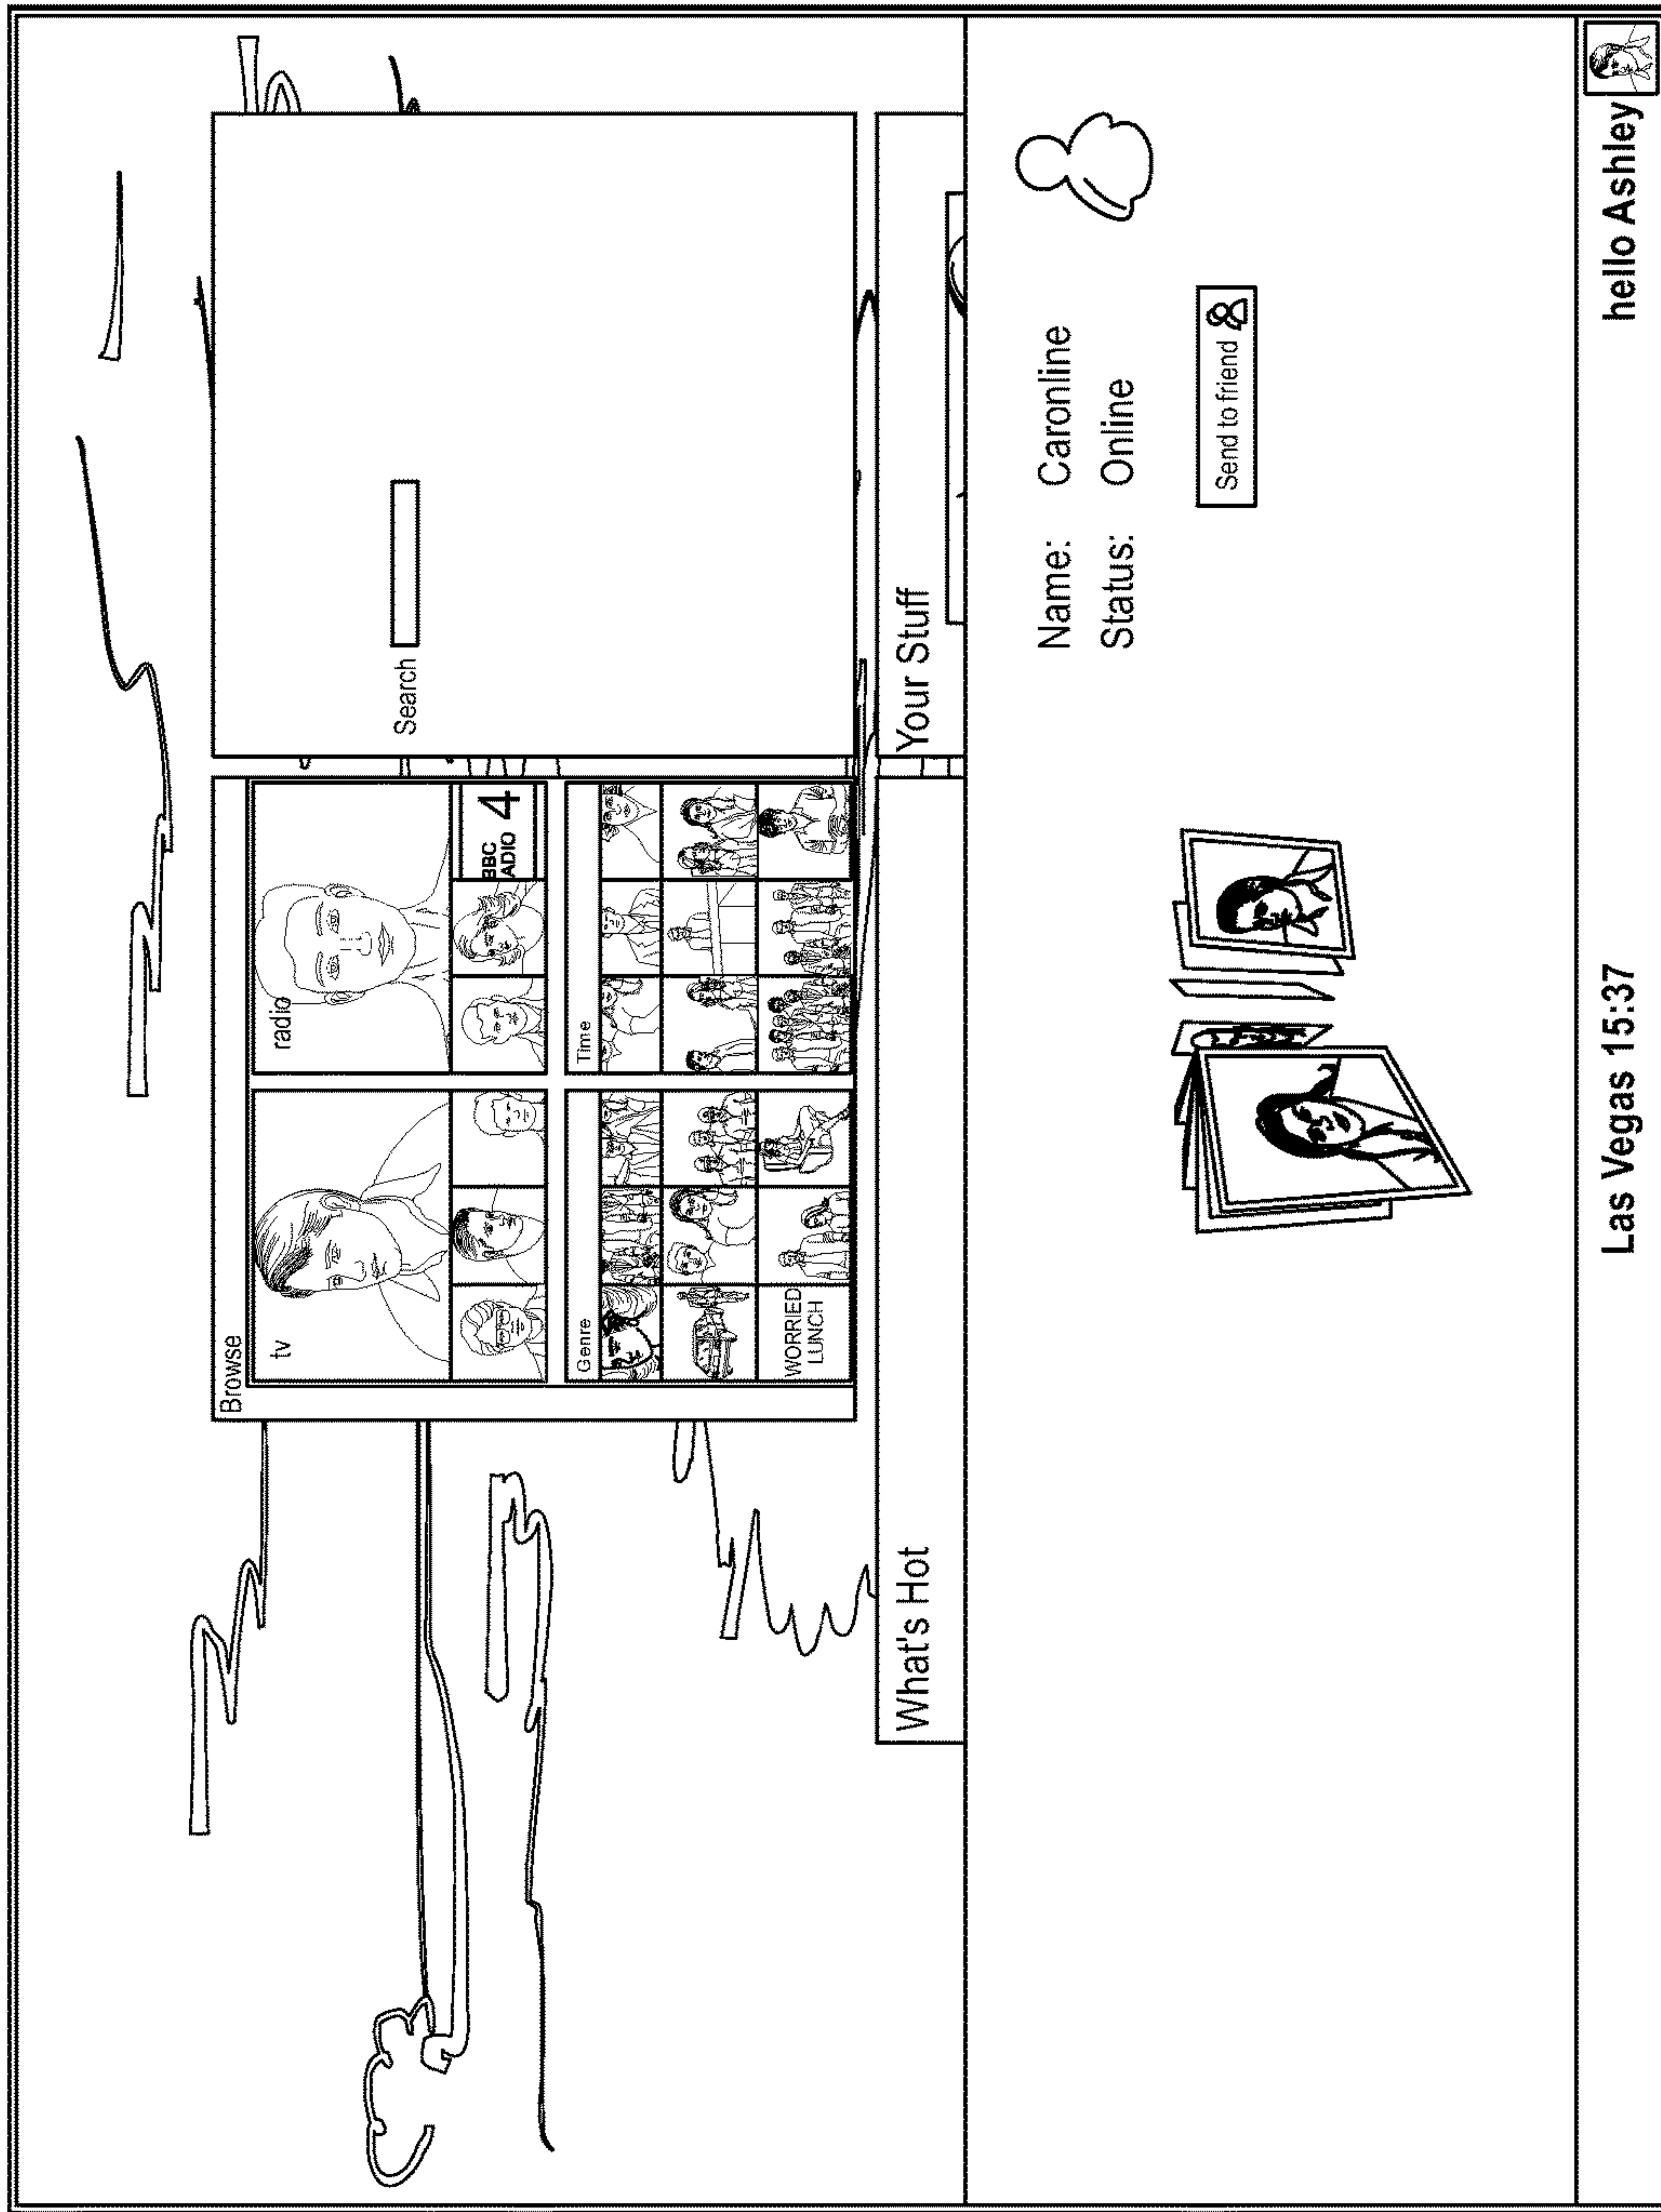 Browse
tv
radio
BBC
ADIO 4
Genre
Time
WORRIED
LUNCH
Search
What's Hot
Your Stuff
Name: Caronline
Status: Online
Send to friend
Las Vegas 15:37
hello Ashley